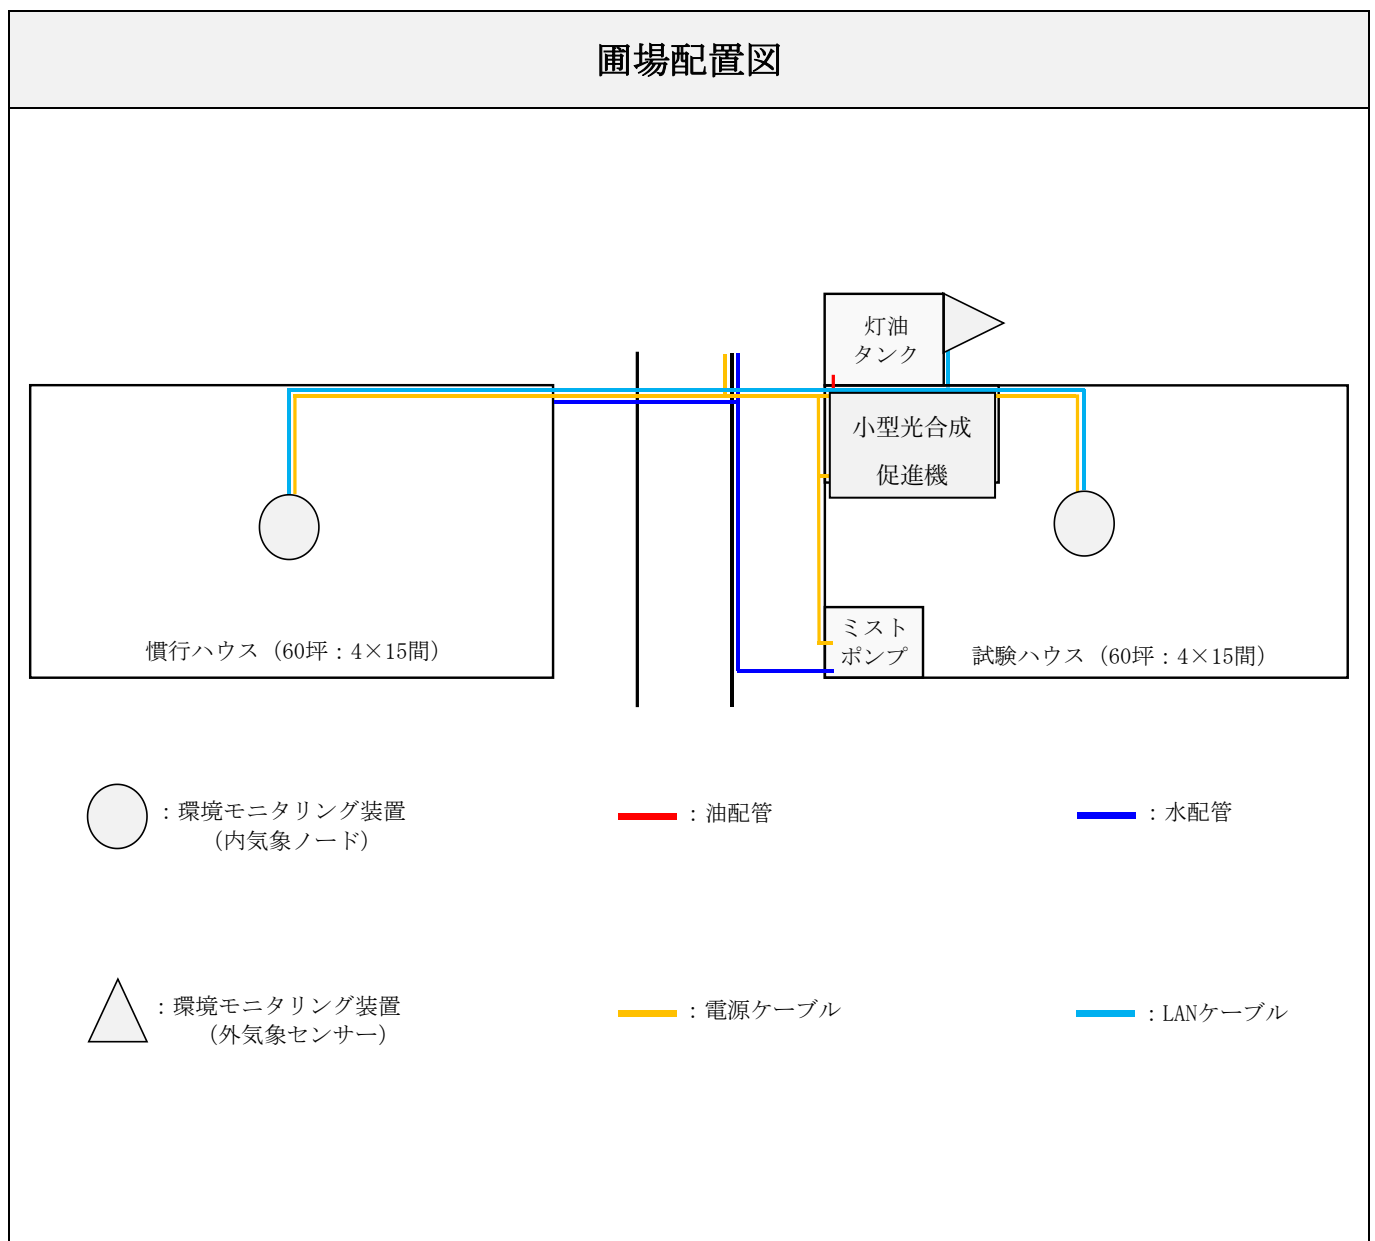 圃場配置図
灯油
タンク
小型光合成
促進機
ミスト
ポンプ
慣行ハウス（60坪：4×15間）
試験ハウス（60坪：4×15間）
：環境モニタリング装置
（内気象ノード）
：油配管
：水配管
：環境モニタリング装置
（外気象センサー）
：電源ケーブル
：LANケーブル